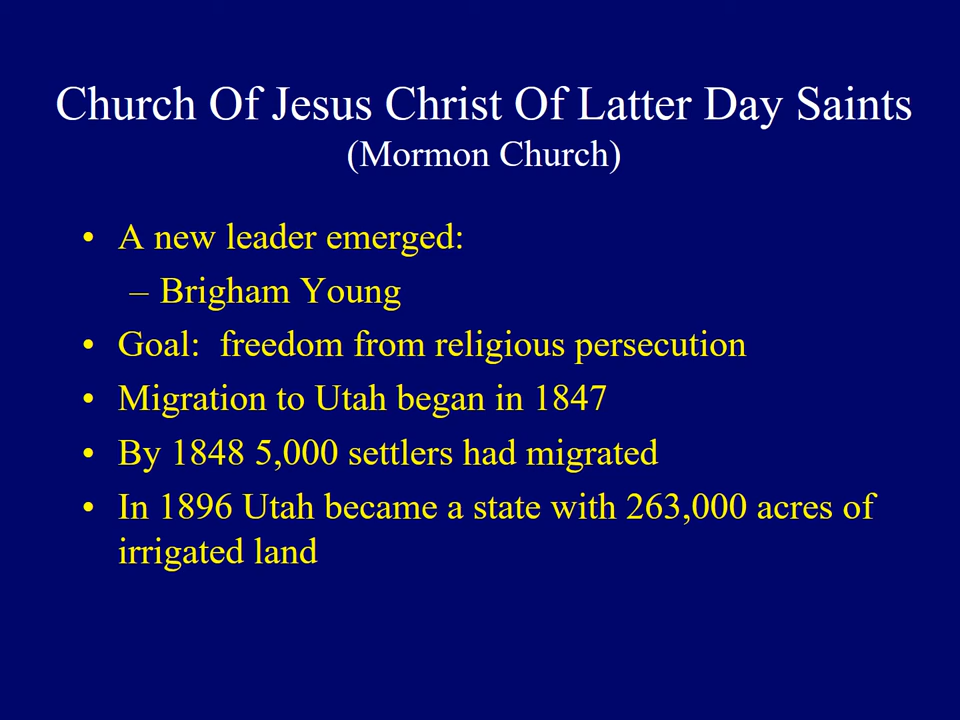 Church Of Jesus Christ Of Latter Day Saints
(Mormon Church)
• A new leader emerged:
– Brigham Young
• Goal:  freedom from religious persecution
• Migration to Utah began in 1847
• By 1848 5,000 settlers had migrated
• In 1896 Utah became a state with 263,000 acres of
irrigated land